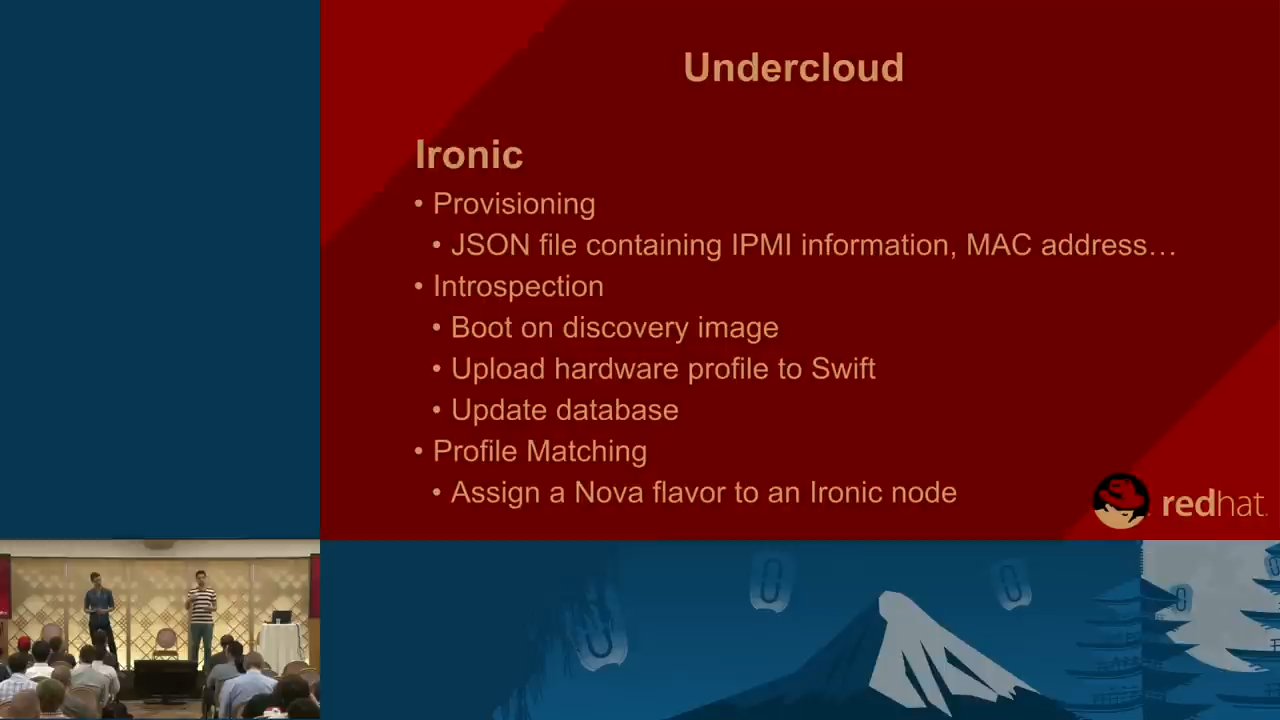 Undercloud
Ironic
• Provisioning
• JSON file containing IPMI information, MAC address…
• Introspection
• Boot on discovery image
• Upload hardware profile to Swift
• Update database
• Profile Matching
• Assign a Nova flavor to an Ironic node
redhat.